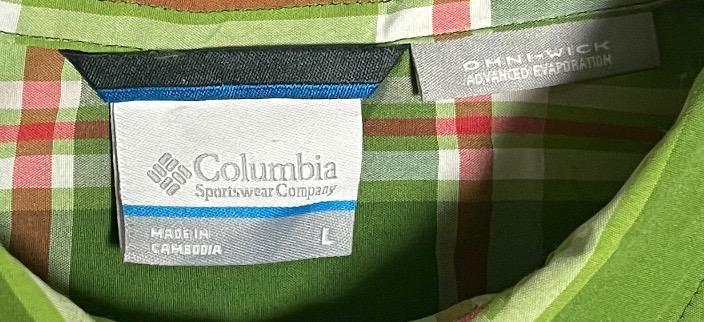 OMNI-WICK
ADVANCED EVAPORATION
Columbia
Sportswear Company
MADE IN
CAMBODIA
L